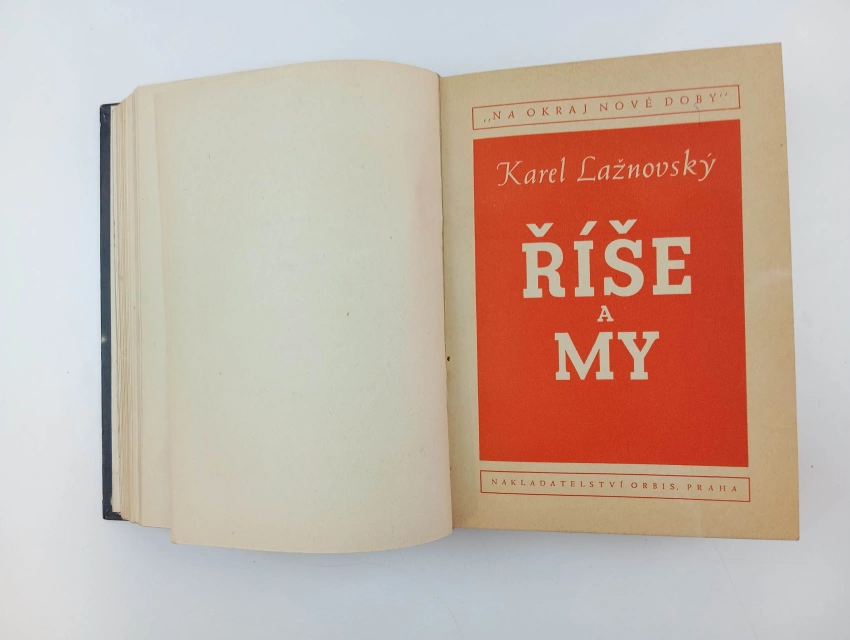 „NA OKRAJ NOVÉ DOBY“
Karel Lažnovský
ŘÍŠE
A
MY
NAKLADATELSTVÍ ORBIS, PRAHA